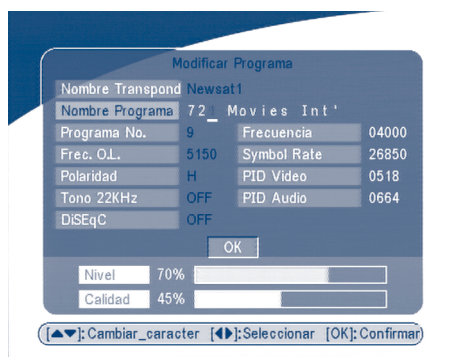 Modificar Programa
Nombre Transpond Newsat1
Nombre Programa 72_ Movies Int'
Programa No. 9 Frecuencia 04000
Frec. O.L. 5150 Symbol Rate 26850
Polaridad H PID Video 0518
Tono 22KHz OFF PID Audio 0664
DiSEqC OFF
OK
Nivel 70%
Calidad 45%
[▲▼]: Cambiar_caracter [◀▶]:Seleccionar [OK]: Confirmar